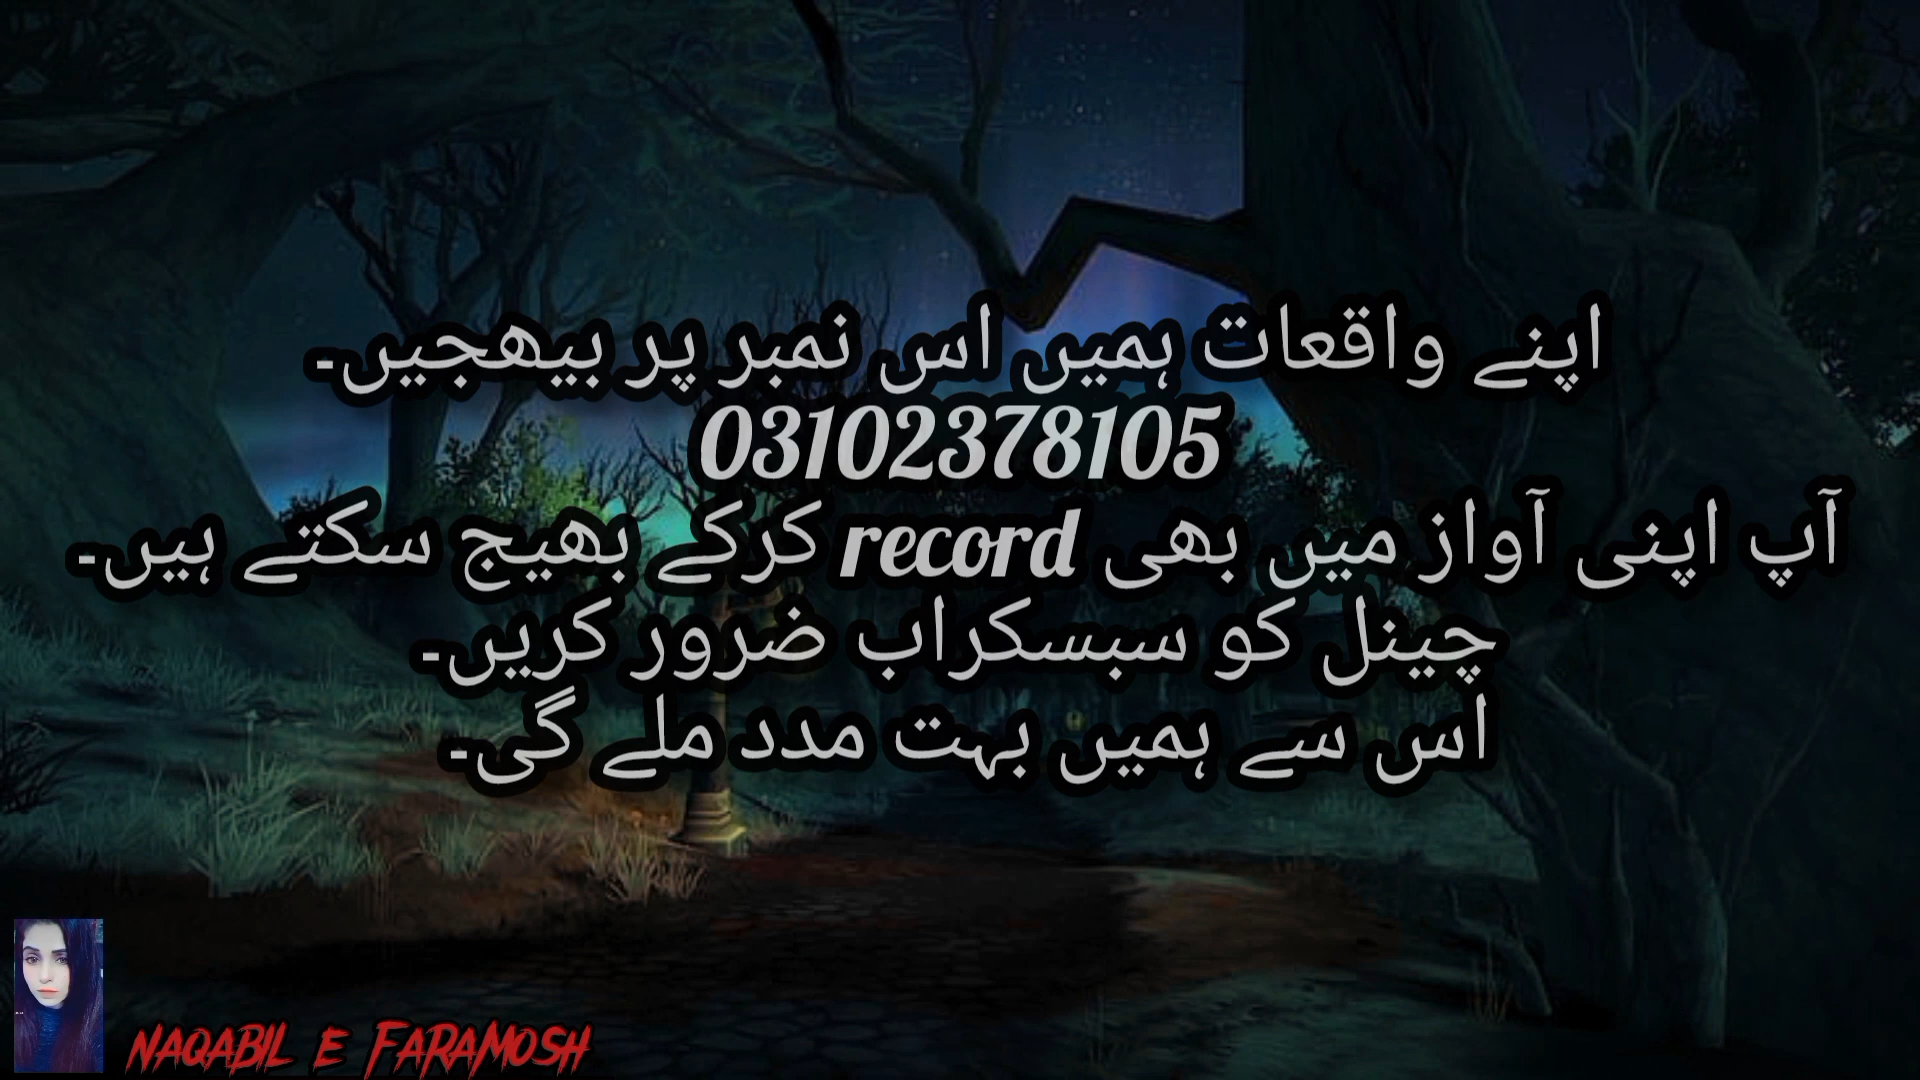 اپنے واقعات ہمیں اس نمبر پر بیھجیں۔
03102378105
آپ اپنی آواز میں بھی record کرکے بھیج سکتے ہیں۔
چینل کو سبسکراب ضرور کریں۔
اس سے ہمیں بہت مدد ملے گی۔
NAQABIL E FARAMOSH